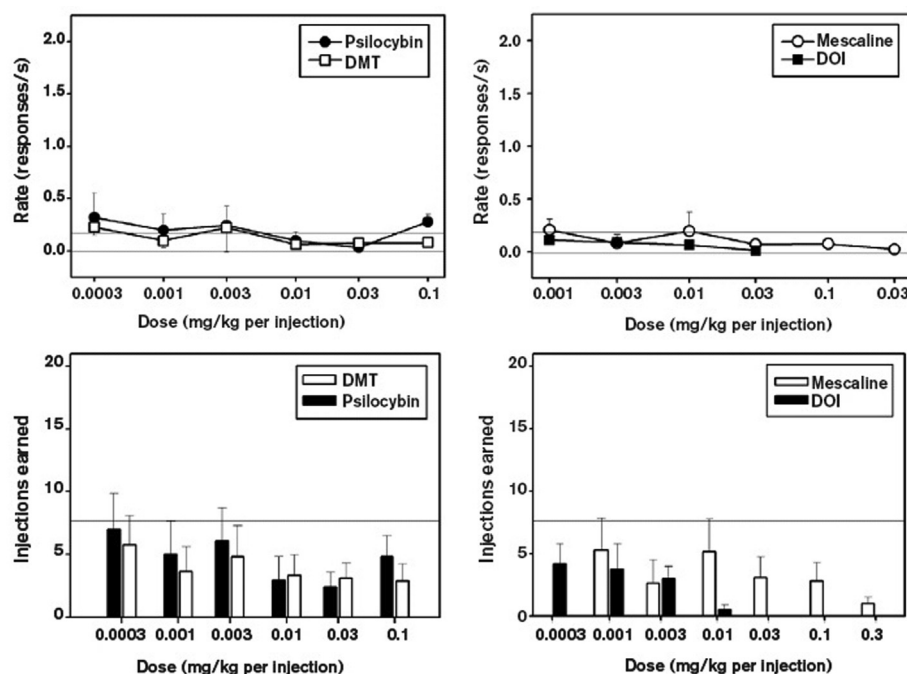 2.0
1.5
1.0
0.5
0.0
Rate (responses/s)
Psilocybin
DMT
0.0003 0.001 0.003 0.01 0.03 0.1
Dose (mg/kg per injection)
2.0
1.5
1.0
0.5
0.0
Rate (responses/s)
Mescaline
DOI
0.001 0.003 0.01 0.03 0.1 0.03
Dose (mg/kg per injection)
20
15
10
5
0
Injections earned
DMT
Psilocybin
0.0003 0.001 0.003 0.01 0.03 0.1
Dose (mg/kg per injection)
20
15
10
5
0
Injections earned
Mescaline
DOI
0.0003 0.001 0.003 0.01 0.03 0.1 0.3
Dose (mg/kg per injection)